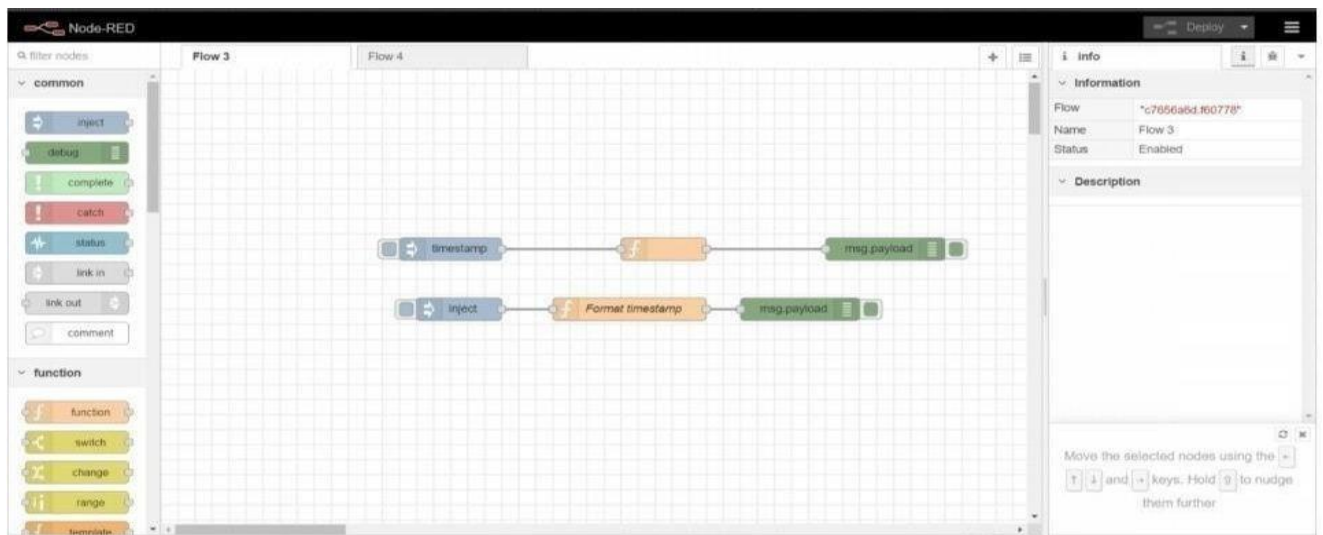 Node-RED
Deploy
filter nodes
Flow 3
Flow 4
i info
i
common
inject
debug
complete
catch
status
link in
link out
comment
function
function
switch
change
range
template
timestamp
msg.payload
inject
Format timestamp
msg.payload
Information
Flow "c7656a6d.f60778"
Name Flow 3
Status Enabled
Description
Move the selected nodes using the ←
↑ ↓ and → keys. Hold ⇧ to nudge
them further